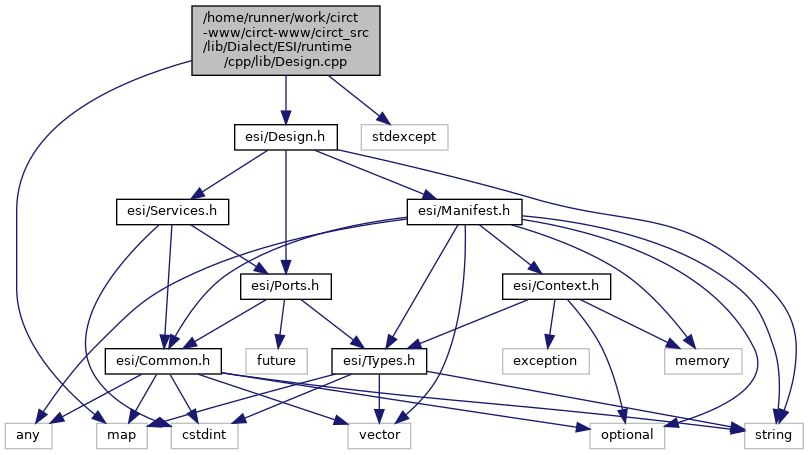 /home/runner/work/circt
-www/circt-www/circt_src
/lib/Dialect/ESI/runtime
/cpp/lib/Design.cpp
esi/Design.h
stdexcept
esi/Services.h
esi/Manifest.h
esi/Ports.h
esi/Context.h
esi/Common.h
future
esi/Types.h
exception
memory
any
map
cstdint
vector
optional
string